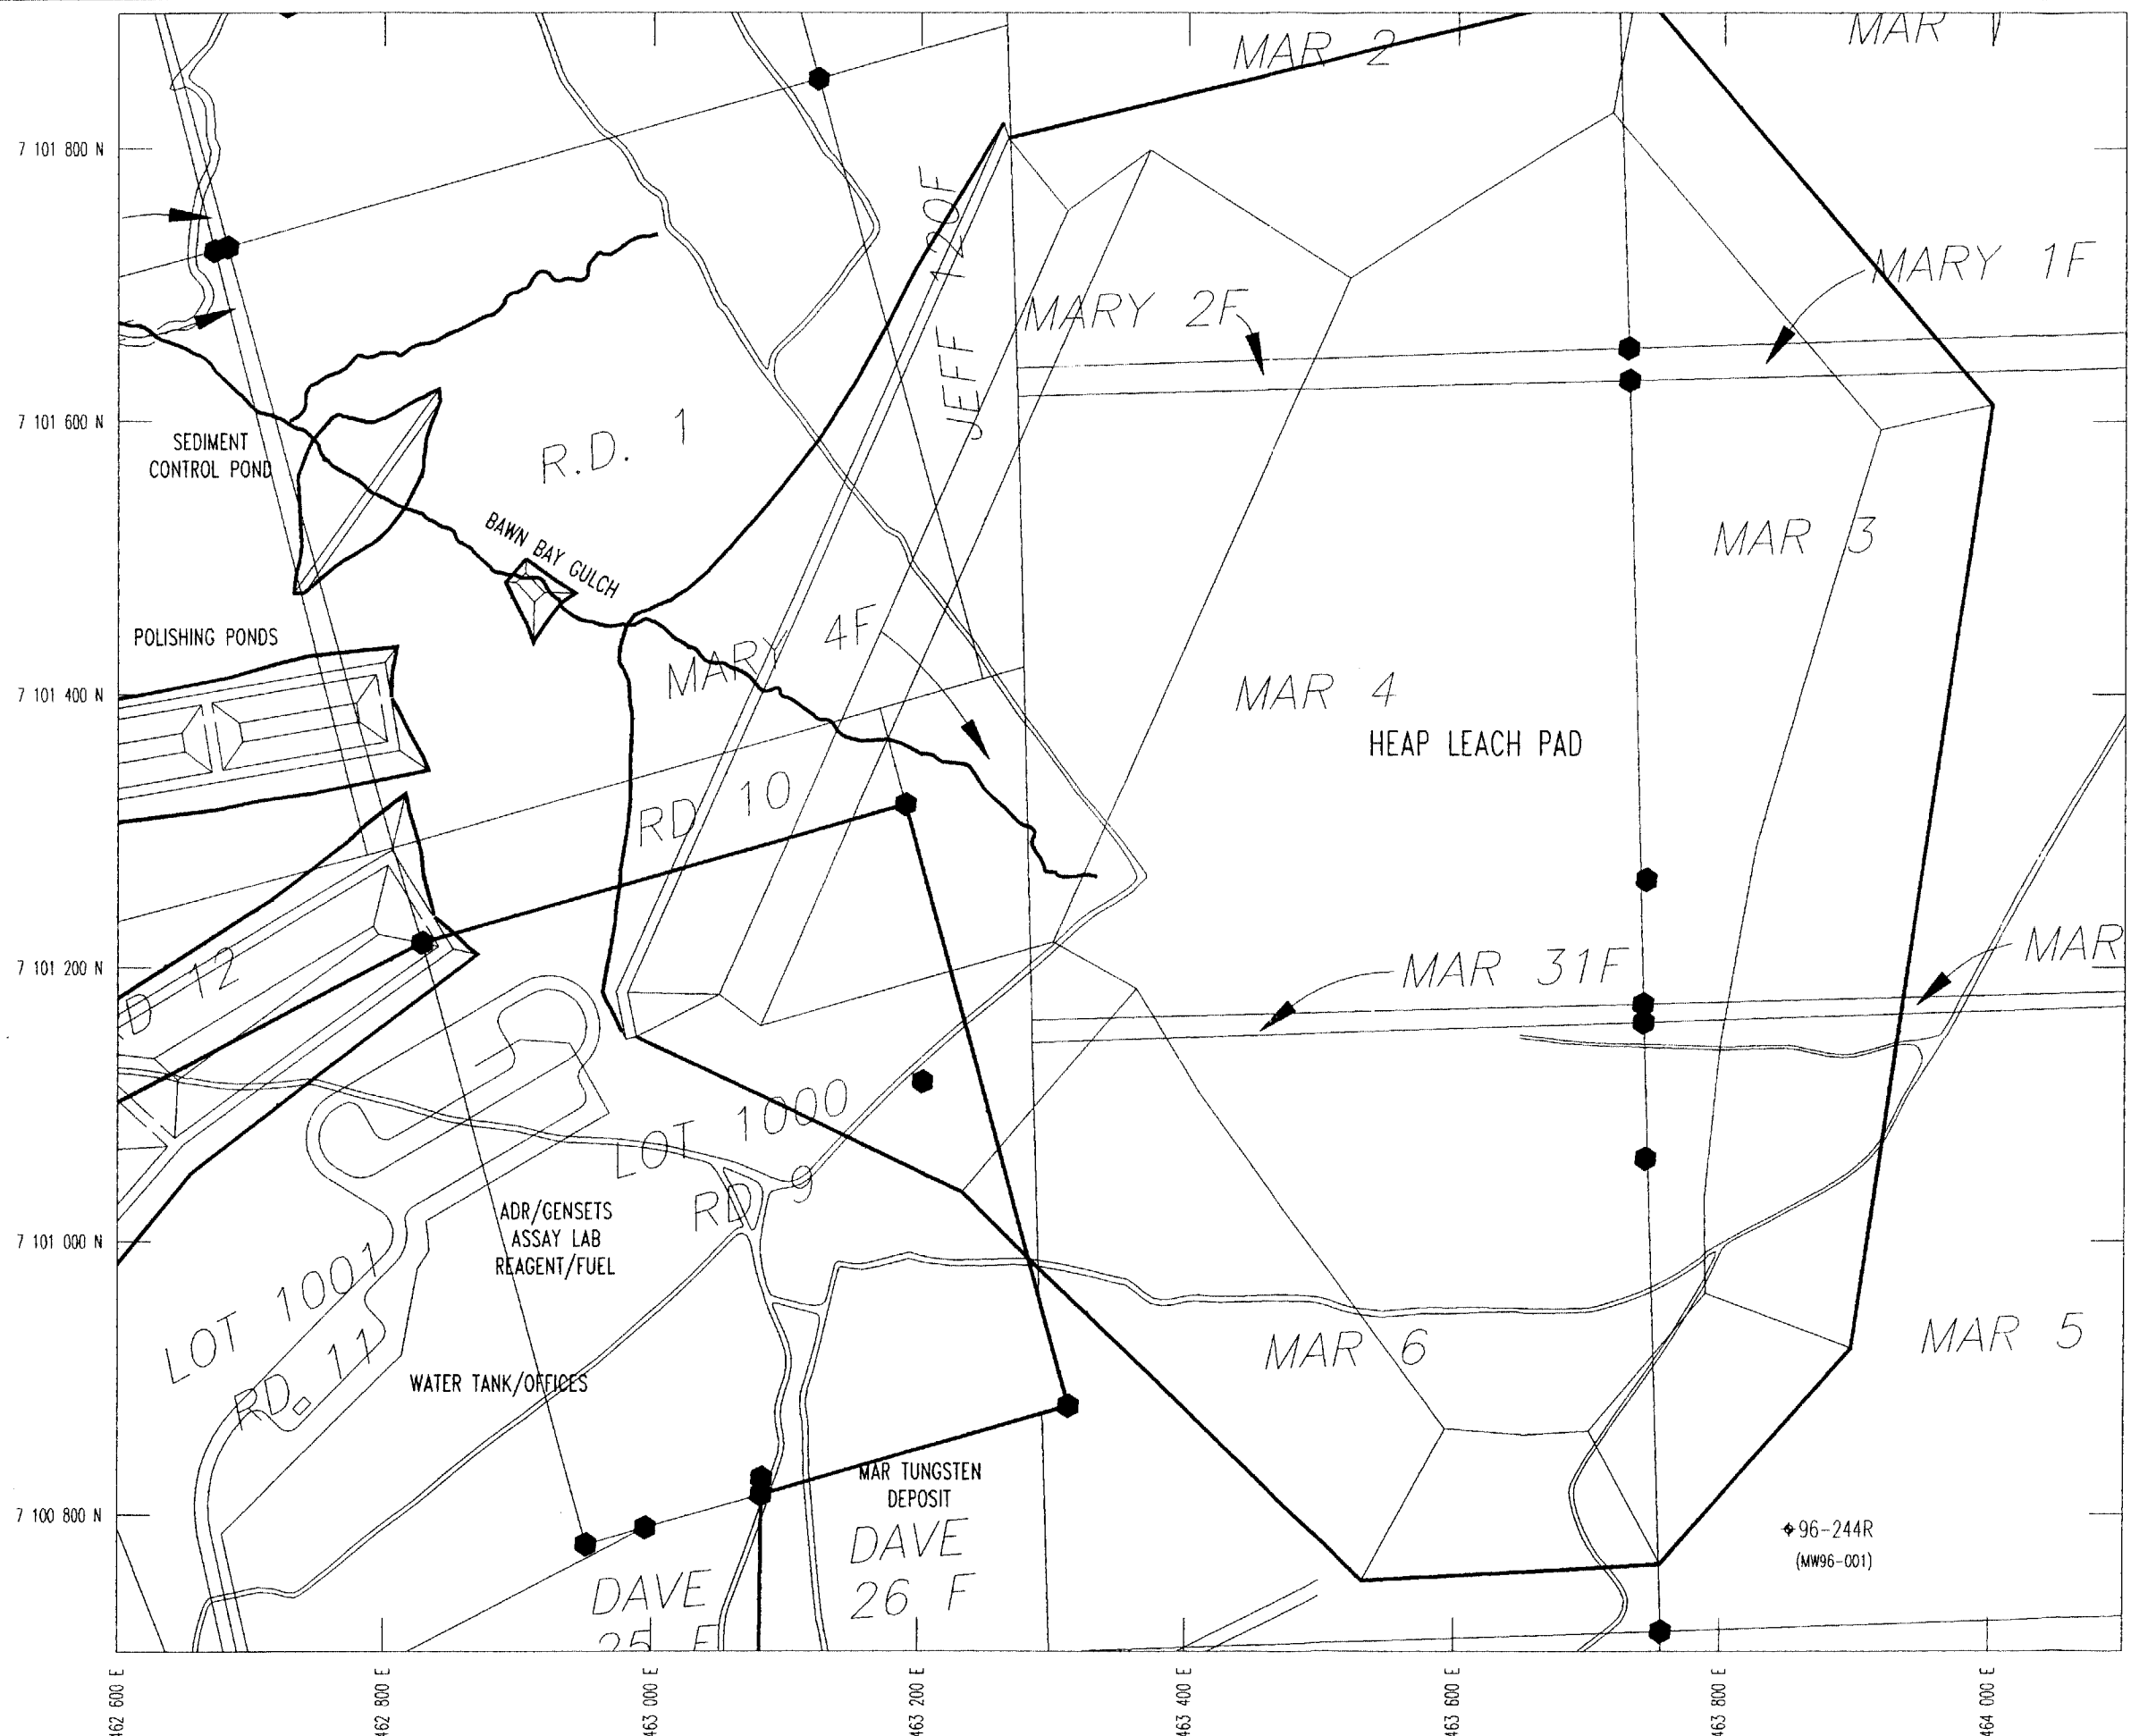 MAR 2
MAR 1
7 101 800 N
JEFF 120F
MARY 1F
MARY 2F
7 101 600 N
SEDIMENT
CONTROL POND
R.D. 1
MAR 3
BAWN BAY GULCH
POLISHING PONDS
MARY 4F
7 101 400 N
MAR 4
HEAP LEACH PAD
RD 10
7 101 200 N
D 12
MAR 31F
MAR
LOT 1000
RD 9
ADR/GENSETS
ASSAY LAB
REAGENT/FUEL
7 101 000 N
LOT 1001
RD. 11
WATER TANK/OFFICES
MAR 6
MAR 5
MAR TUNGSTEN
DEPOSIT
7 100 800 N
DAVE
26 F
96-244R
(MW96-001)
DAVE
25 F
462 600 E
462 800 E
463 000 E
463 200 E
463 400 E
463 600 E
463 800 E
464 000 E